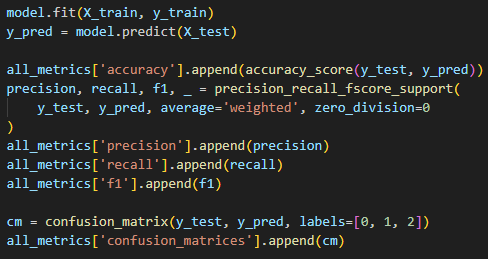 model.fit(X_train, y_train)
y_pred = model.predict(X_test)

all_metrics['accuracy'].append(accuracy_score(y_test, y_pred))
precision, recall, f1, _ = precision_recall_fscore_support(
    y_test, y_pred, average='weighted', zero_division=0
)
all_metrics['precision'].append(precision)
all_metrics['recall'].append(recall)
all_metrics['f1'].append(f1)

cm = confusion_matrix(y_test, y_pred, labels=[0, 1, 2])
all_metrics['confusion_matrices'].append(cm)